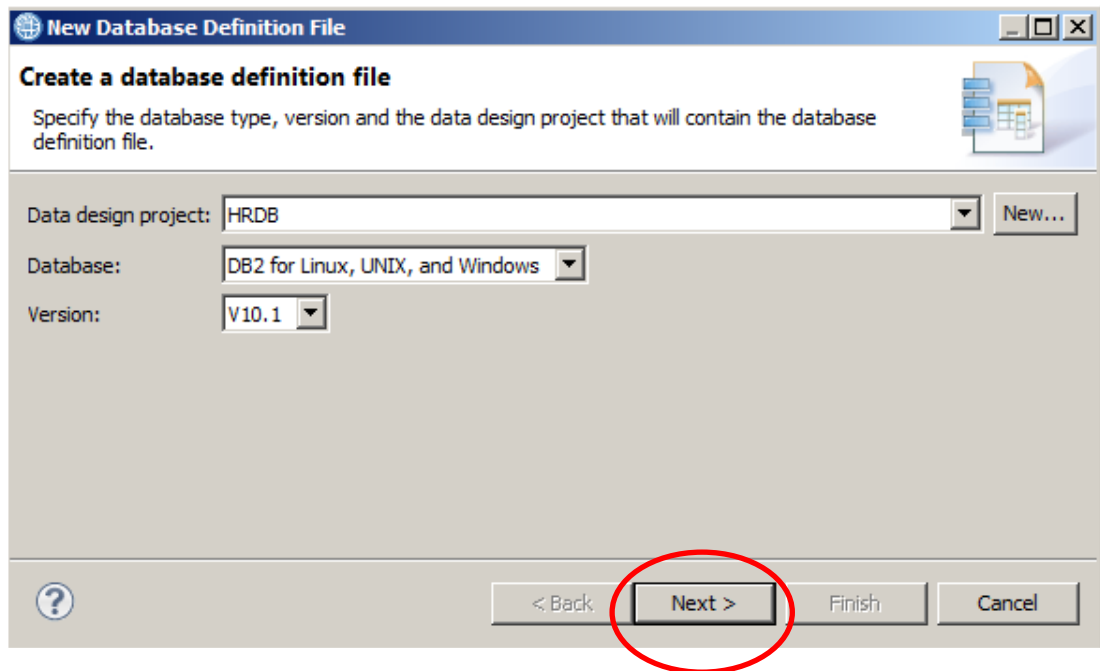 New Database Definition File
Create a database definition file
Specify the database type, version and the data design project that will contain the database
definition file.
Data design project: HRDB New...
Database: DB2 for Linux, UNIX, and Windows
Version: V10.1
? < Back Next > Finish Cancel